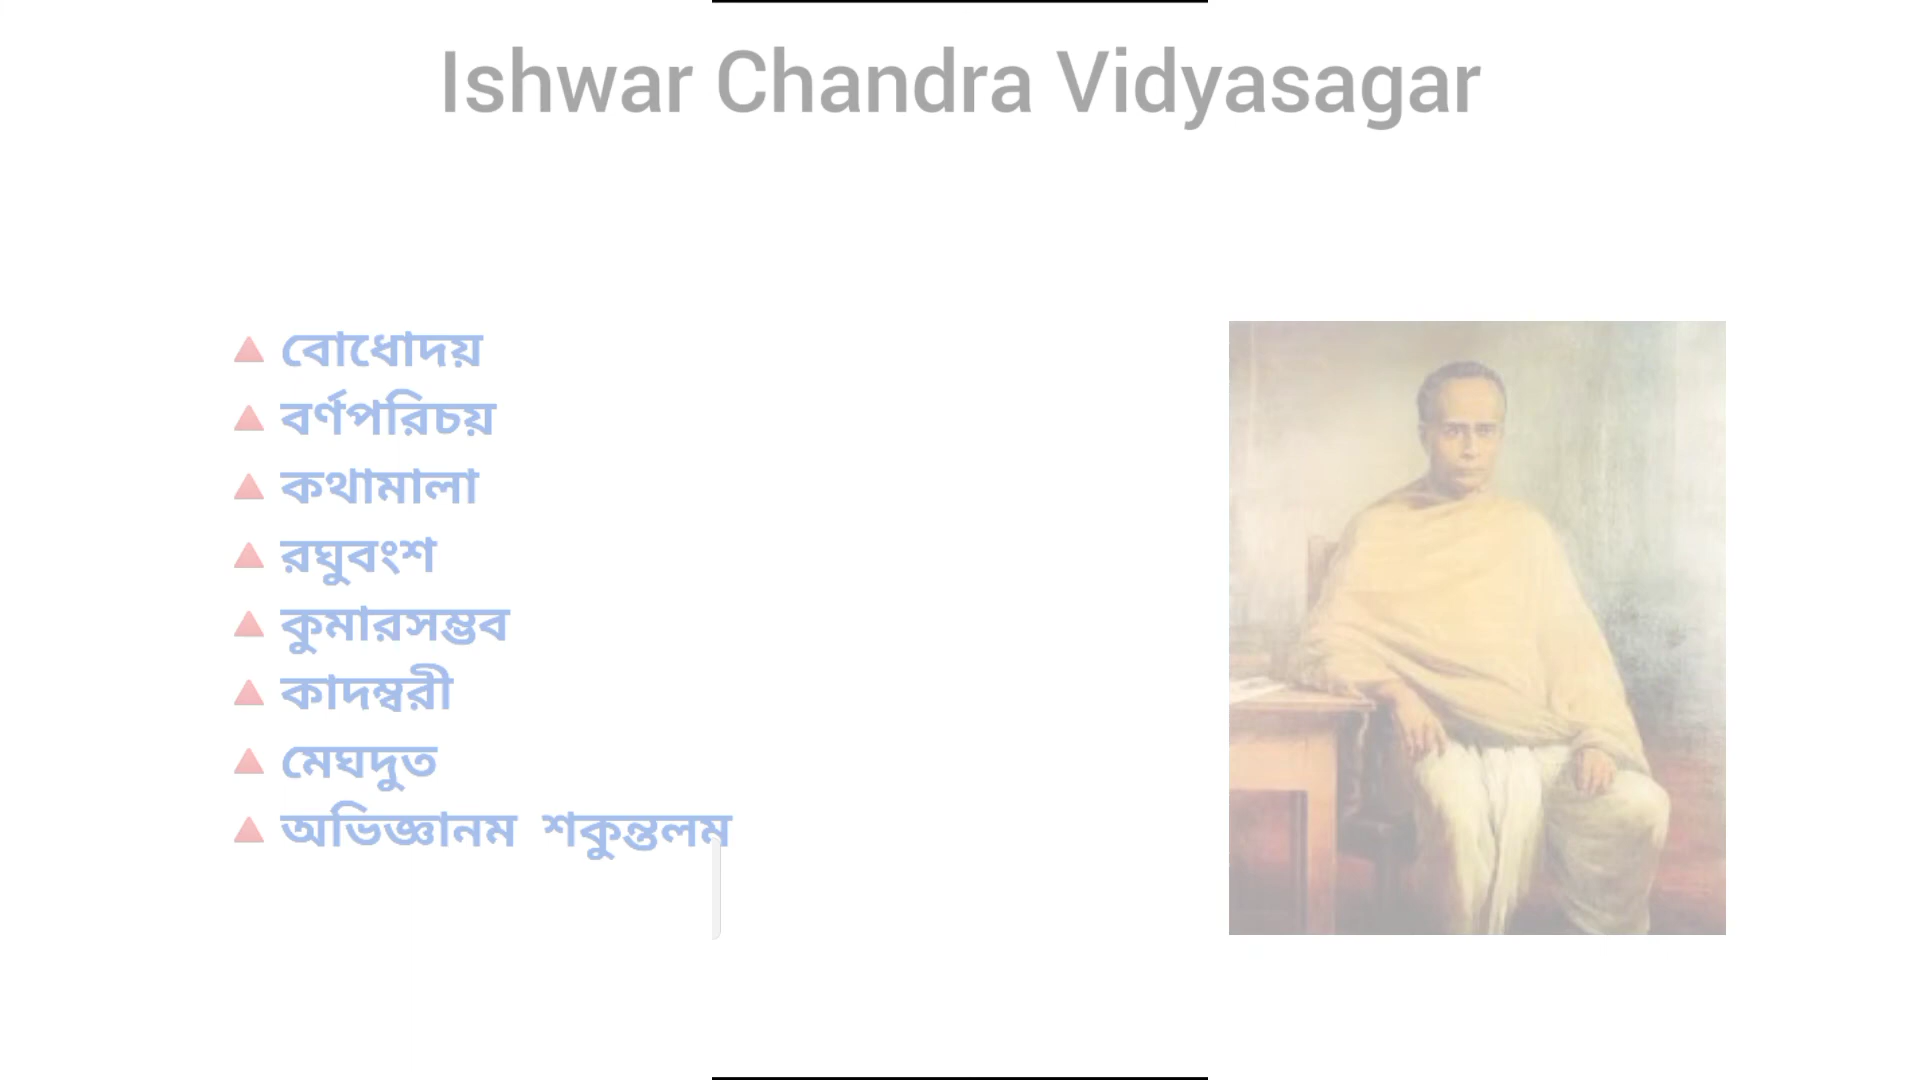 Ishwar Chandra Vidyasagar
🔺 বোধোদয়
🔺 বর্ণপরিচয়
🔺 কথামালা
🔺 রঘুবংশ
🔺 কুমারসম্ভব
🔺 কাদম্বরী
🔺 মেঘদুত
🔺 অভিজ্ঞানম শকুন্তলম